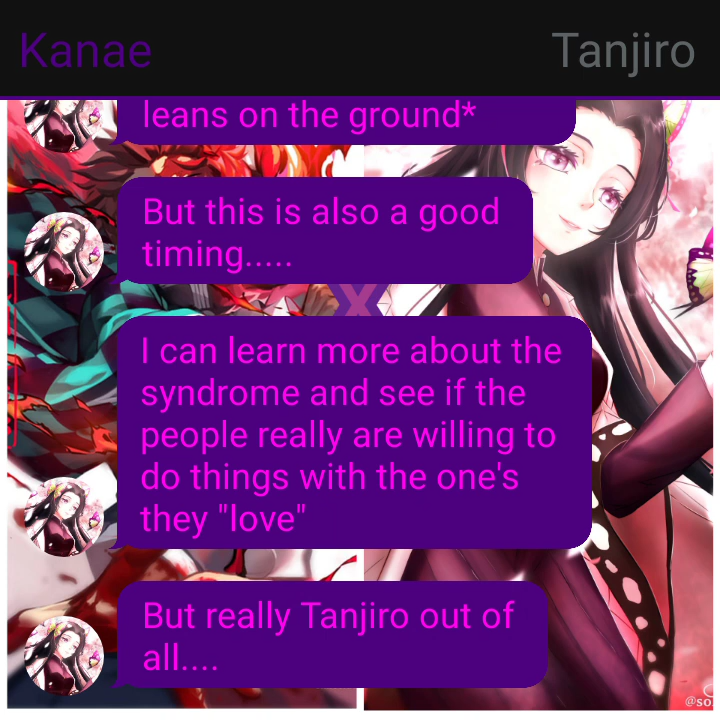 Kanae Tanjiro
leans on the ground*
But this is also a good
timing.....
X
I can learn more about the
syndrome and see if the
people really are willing to
do things with the one's
they "love"
But really Tanjiro out of
all....